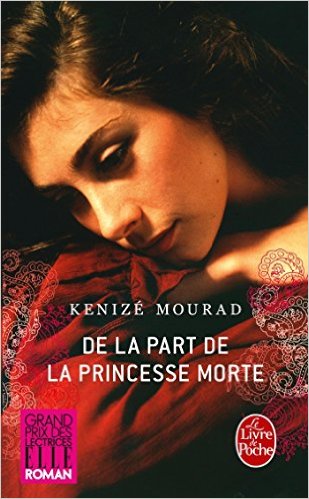 KENIZÉ MOURAD
DE LA PART DE
LA PRINCESSE MORTE
GRAND
PRIX DES
LECTRICES
ELLE
ROMAN
Le
Livre
de
Poche